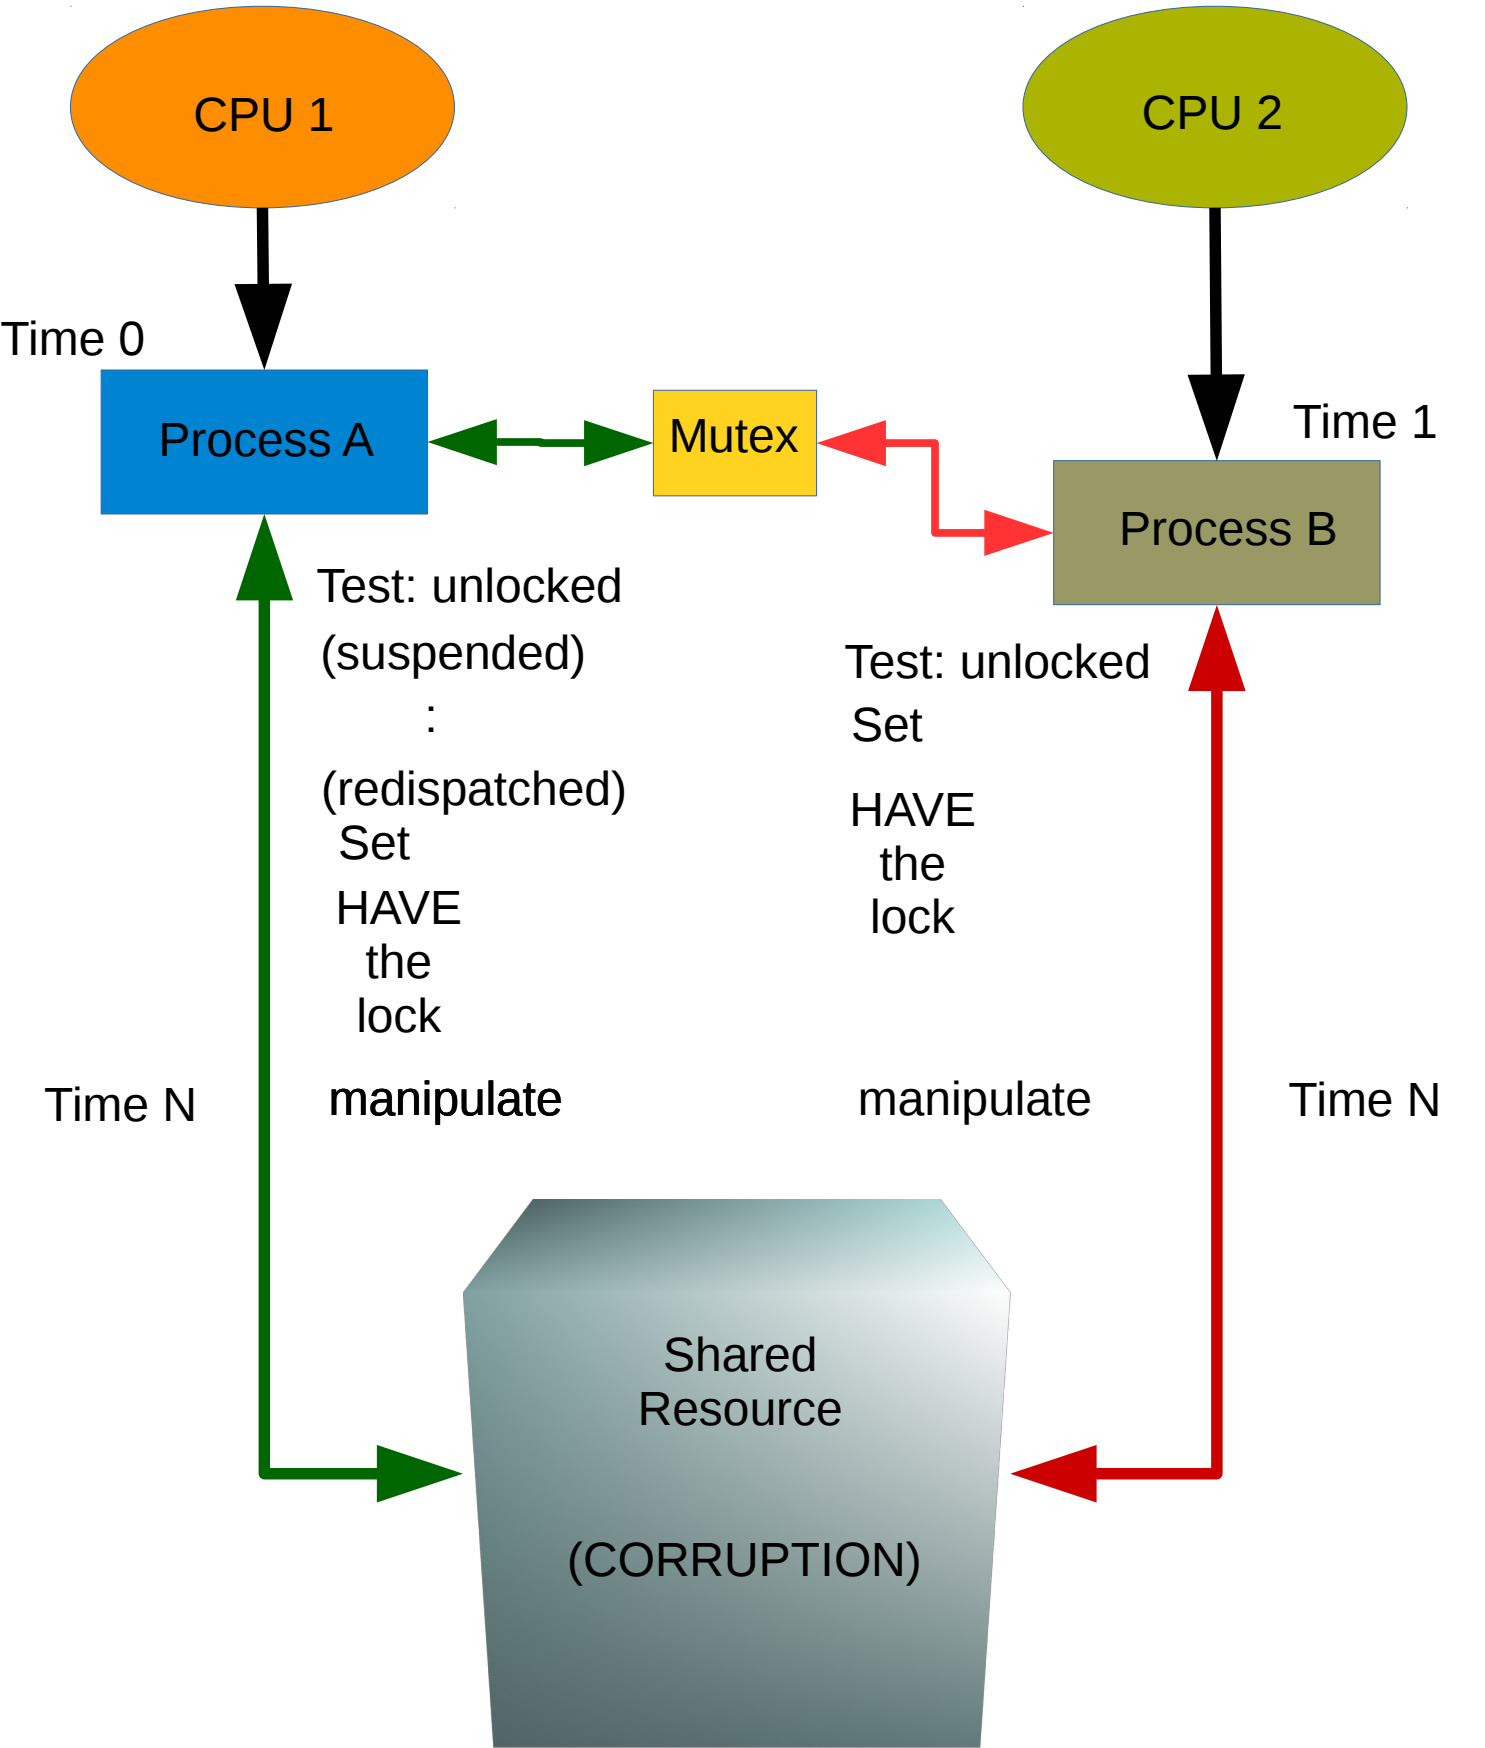 CPU 1
CPU 2
Time 0
Process A
Mutex
Time 1
Process B
Test: unlocked
(suspended)
:
(redispatched)
Set
HAVE
the
lock
manipulate
Time N
Test: unlocked
Set
HAVE
the
lock
manipulate
Time N
Shared
Resource
(CORRUPTION)